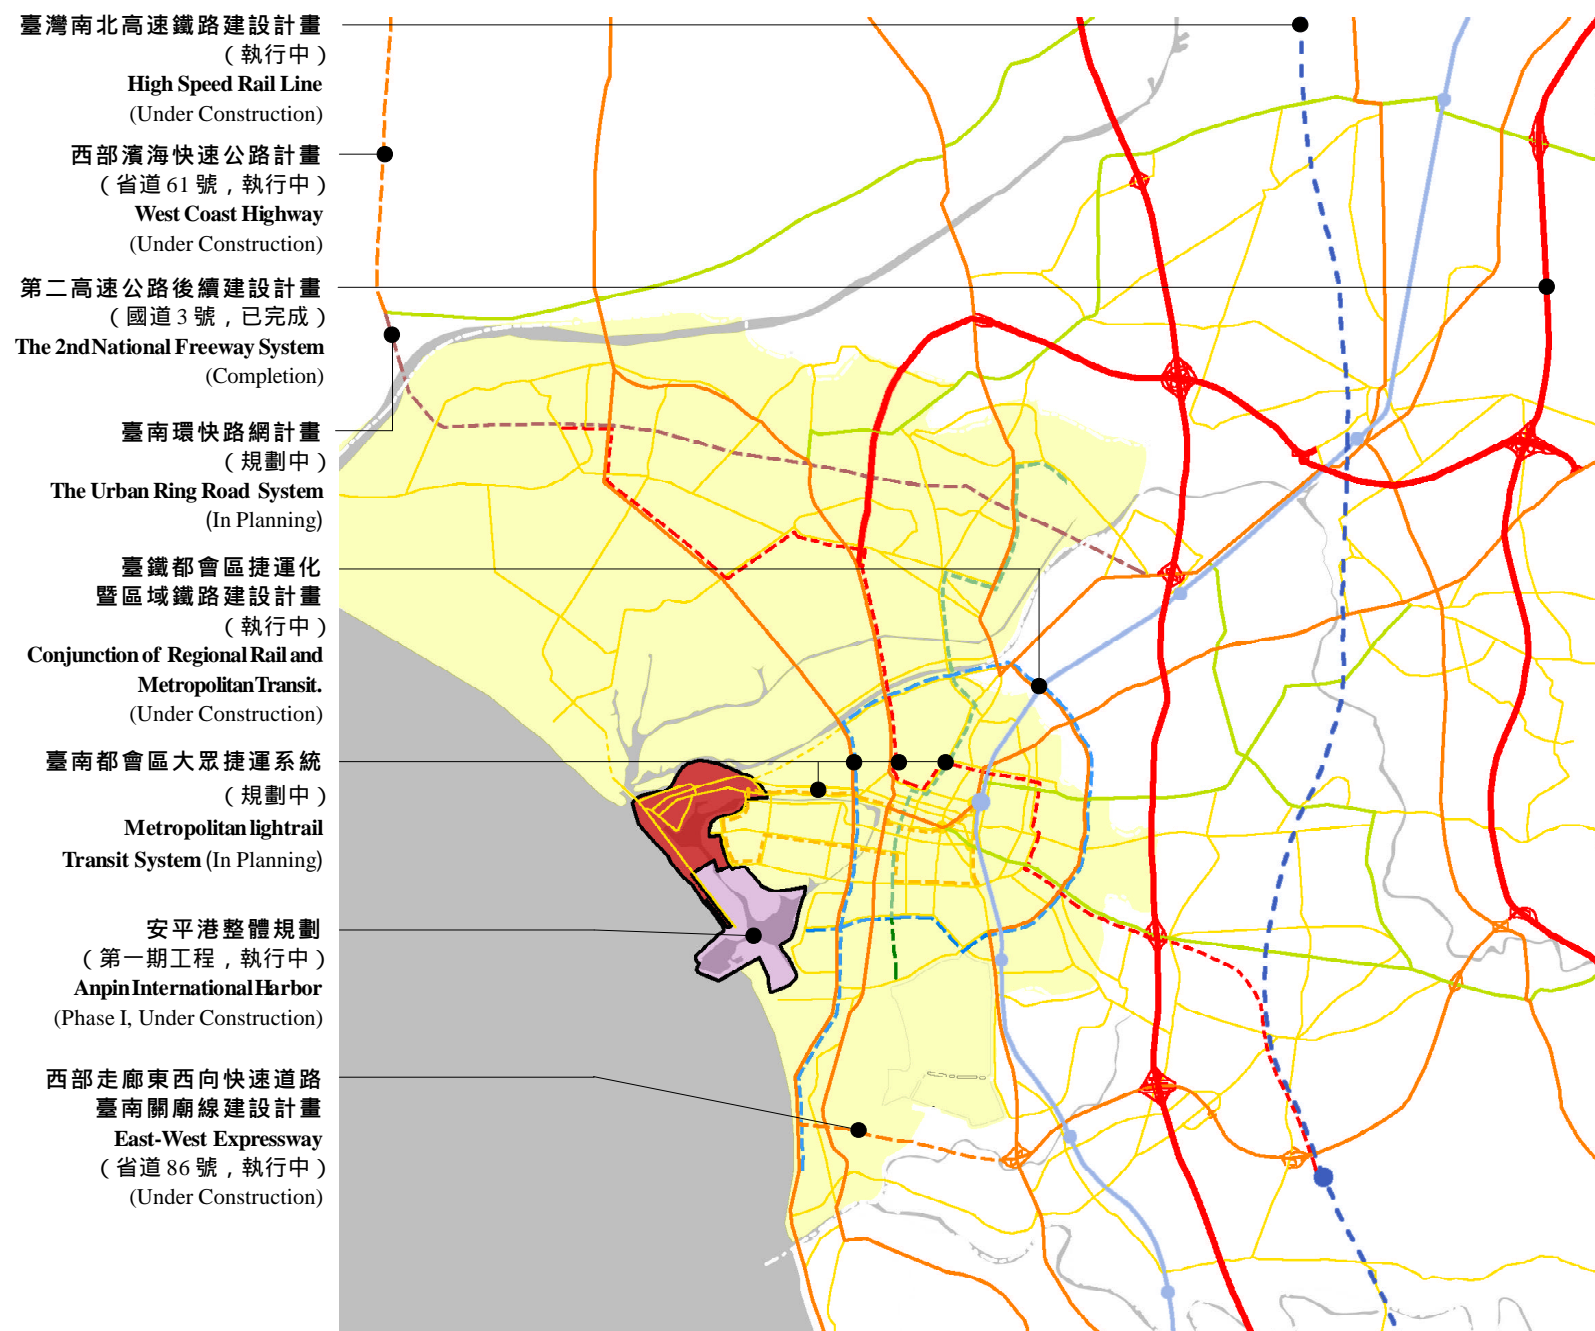 臺灣南北高速鐵路建設計畫
（執行中）
High Speed Rail Line
(Under Construction)
西部濱海快速公路計畫
（省道 61 號，執行中）
West Coast Highway
(Under Construction)
第二高速公路後續建設計畫
（國道 3 號，已完成）
The 2nd National Freeway System
(Completion)
臺南環快路網計畫
（規劃中）
The Urban Ring Road System
(In Planning)
臺鐵都會區捷運化
暨區域鐵路建設計畫
（執行中）
Conjunction of Regional Rail and
Metropolitan Transit.
(Under Construction)
臺南都會區大眾捷運系統
（規劃中）
Metropolitan lightrail
Transit System (In Planning)
安平港整體規劃
（第一期工程，執行中）
Anpin International Harbor
(Phase I, Under Construction)
西部走廊東西向快速道路
臺南關廟線建設計畫
East-West Expressway
（省道 86 號，執行中）
(Under Construction)